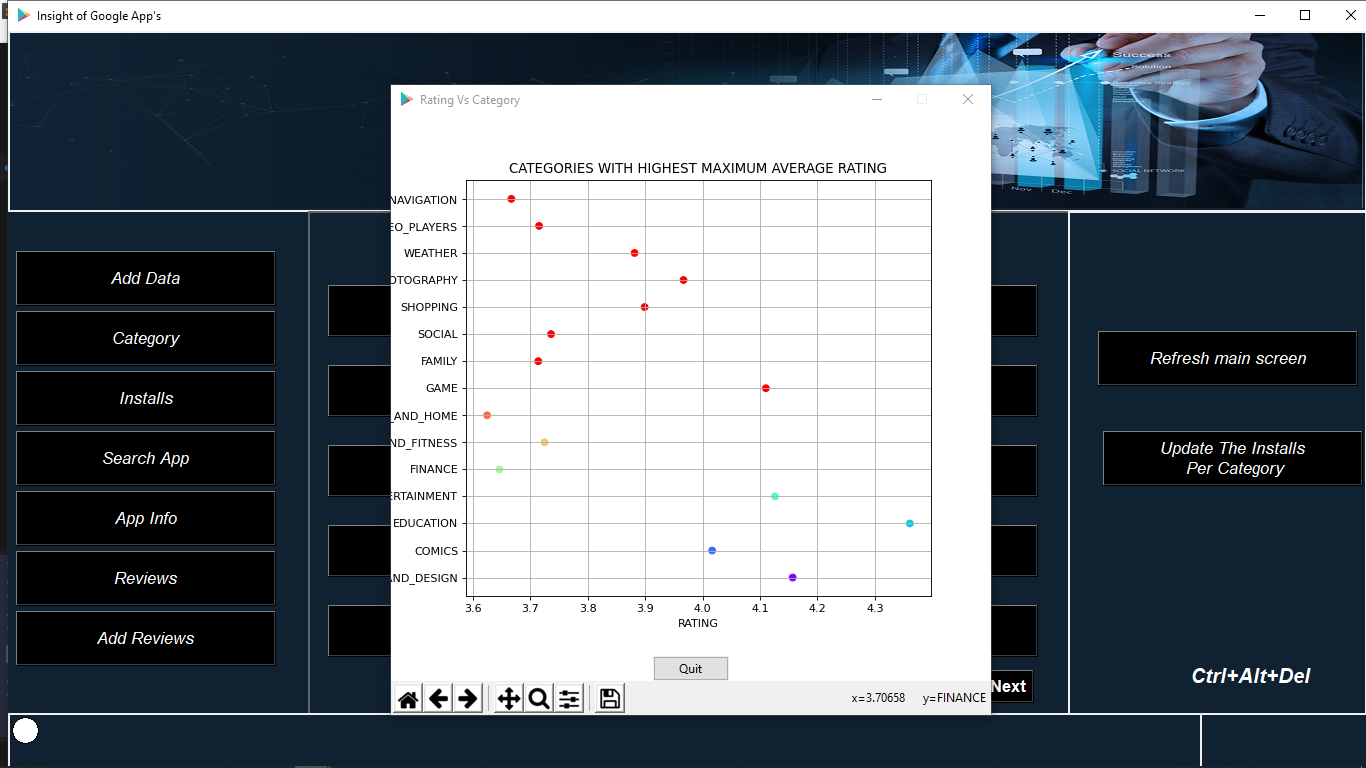 Insight of Google App's
Success
Solution
Business Strategy
SOCIAL NETWORK
Nov
Dec
Rating Vs Category
CATEGORIES WITH HIGHEST MAXIMUM AVERAGE RATING
NAVIGATION
EO_PLAYERS
WEATHER
OTOGRAPHY
SHOPPING
SOCIAL
FAMILY
GAME
_AND_HOME
ND_FITNESS
FINANCE
ERTAINMENT
EDUCATION
COMICS
AND_DESIGN
3.6 3.7 3.8 3.9 4.0 4.1 4.2 4.3
RATING
Quit
x=3.70658 y=FINANCE
Add Data
Category
Installs
Search App
App Info
Reviews
Add Reviews
Next
Refresh main screen
Update The Installs
Per Category
Ctrl+Alt+Del